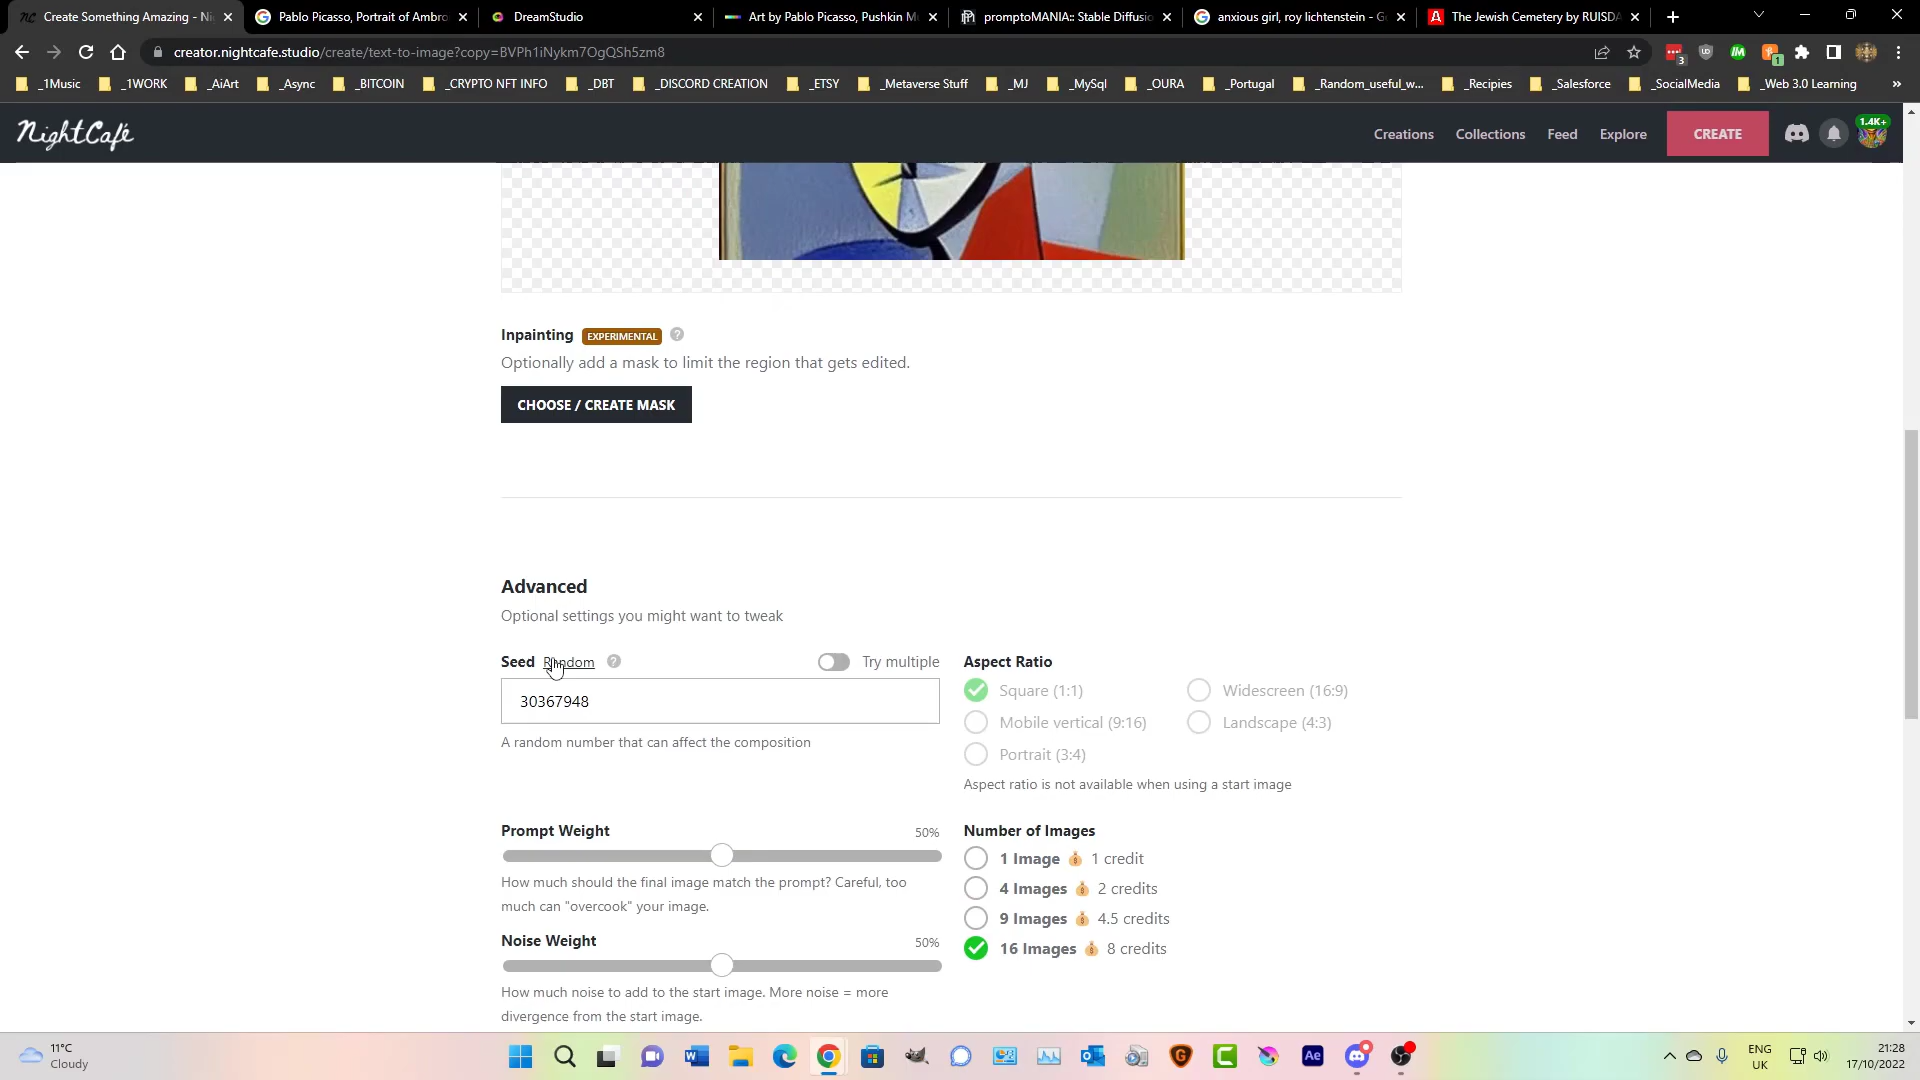 Create Something Amazing - Ni
Pablo Picasso, Portrait of Ambro
DreamStudio
Art by Pablo Picasso, Pushkin M
promptoMANIA:: Stable Diffusio
anxious girl, roy lichtenstein - G
The Jewish Cemetery by RUISDA
creator.nightcafe.studio/create/text-to-image?copy=BVPh1iNykm7OgQSh5zm8
3
1
_1Music
_1WORK
_AiArt
_Async
_BITCOIN
_CRYPTO NFT INFO
_DBT
_DISCORD CREATION
_ETSY
_Metaverse Stuff
_MJ
_MySql
_OURA
_Portugal
_Random_useful_w...
_Recipies
_Salesforce
_SocialMedia
_Web 3.0 Learning
»
NightCafé
Creations
Collections
Feed
Explore
CREATE
1.4K+
Inpainting EXPERIMENTAL ?
Optionally add a mask to limit the region that gets edited.
CHOOSE / CREATE MASK
Advanced
Optional settings you might want to tweak
Seed Random ? Try multiple
30367948
A random number that can affect the composition
Aspect Ratio
Square (1:1)
Widescreen (16:9)
Mobile vertical (9:16)
Landscape (4:3)
Portrait (3:4)
Aspect ratio is not available when using a start image
Prompt Weight 50%
How much should the final image match the prompt? Careful, too
much can "overcook" your image.
Noise Weight 50%
How much noise to add to the start image. More noise = more
divergence from the start image.
Number of Images
1 Image 1 credit
4 Images 2 credits
9 Images 4.5 credits
16 Images 8 credits
11°C
Cloudy
ENG
UK
21:28
17/10/2022